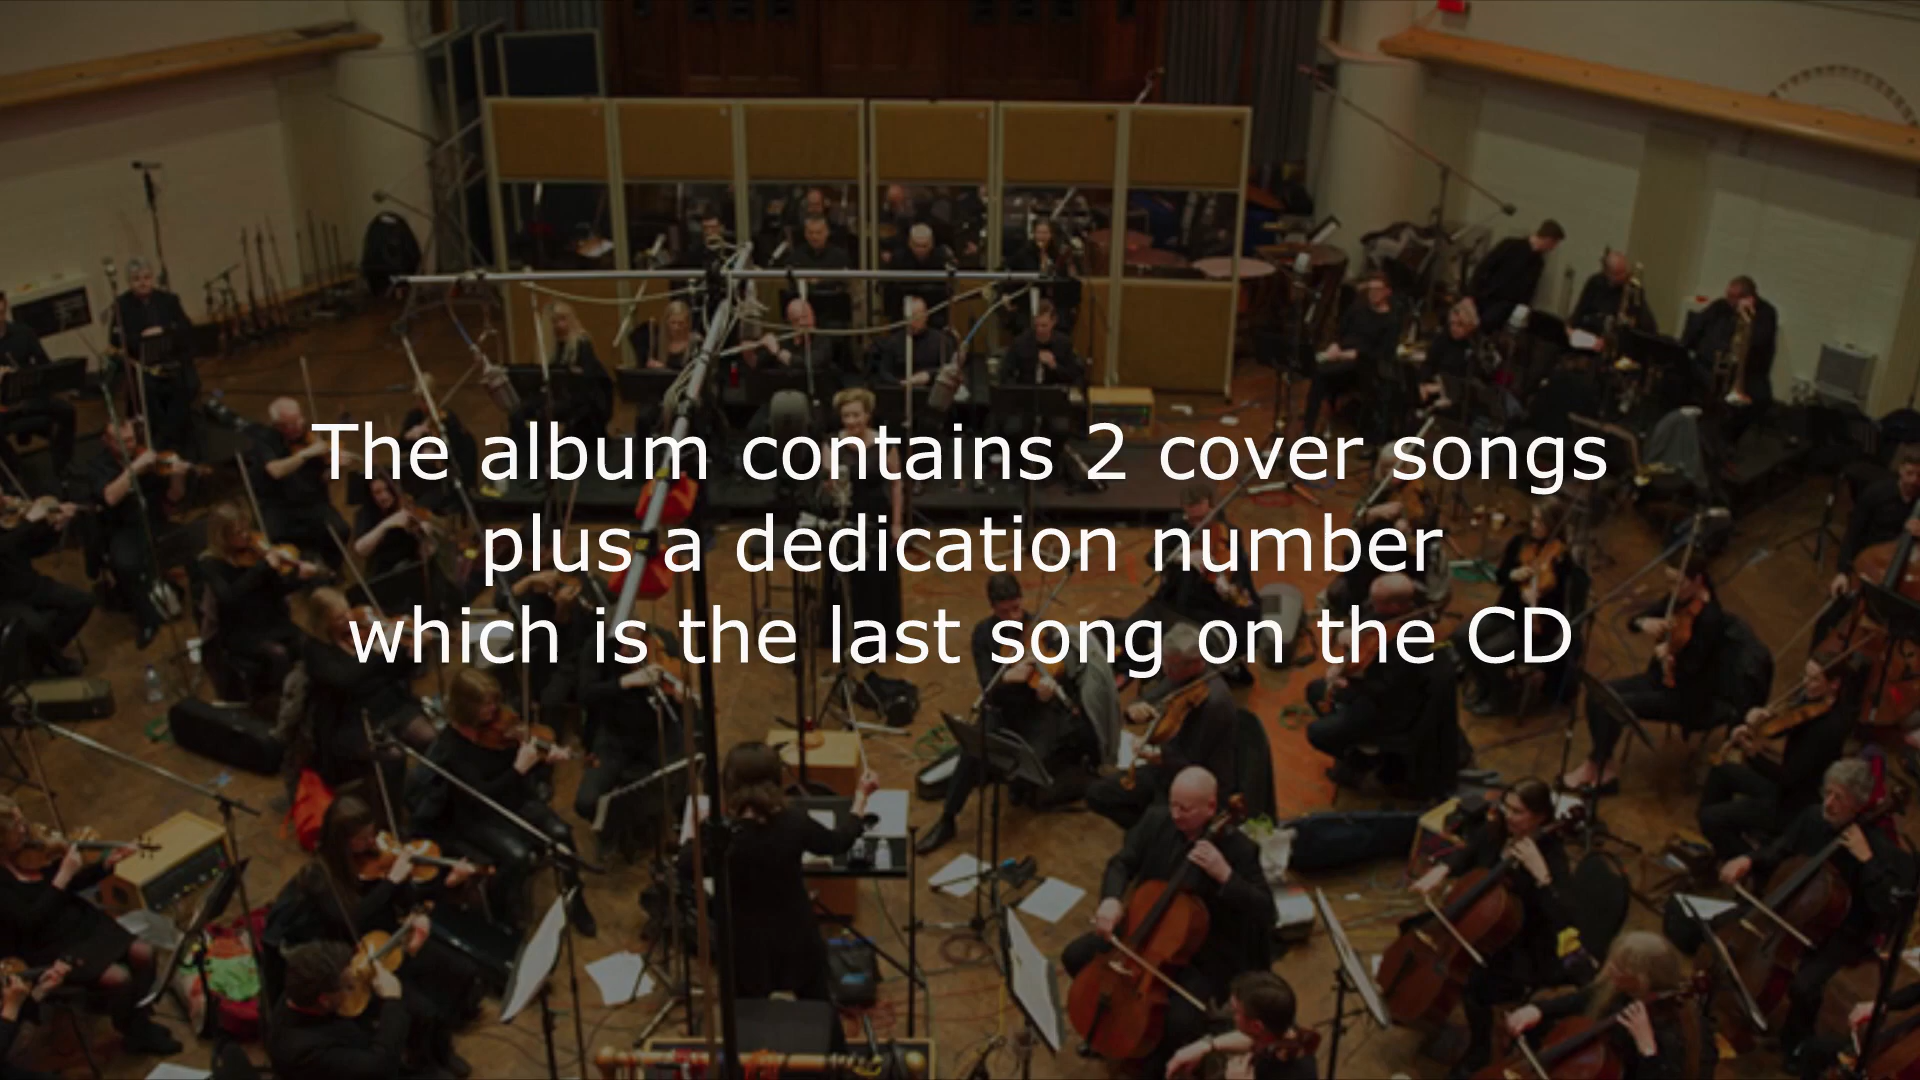 The album contains 2 cover songs
plus a dedication number
which is the last song on the CD